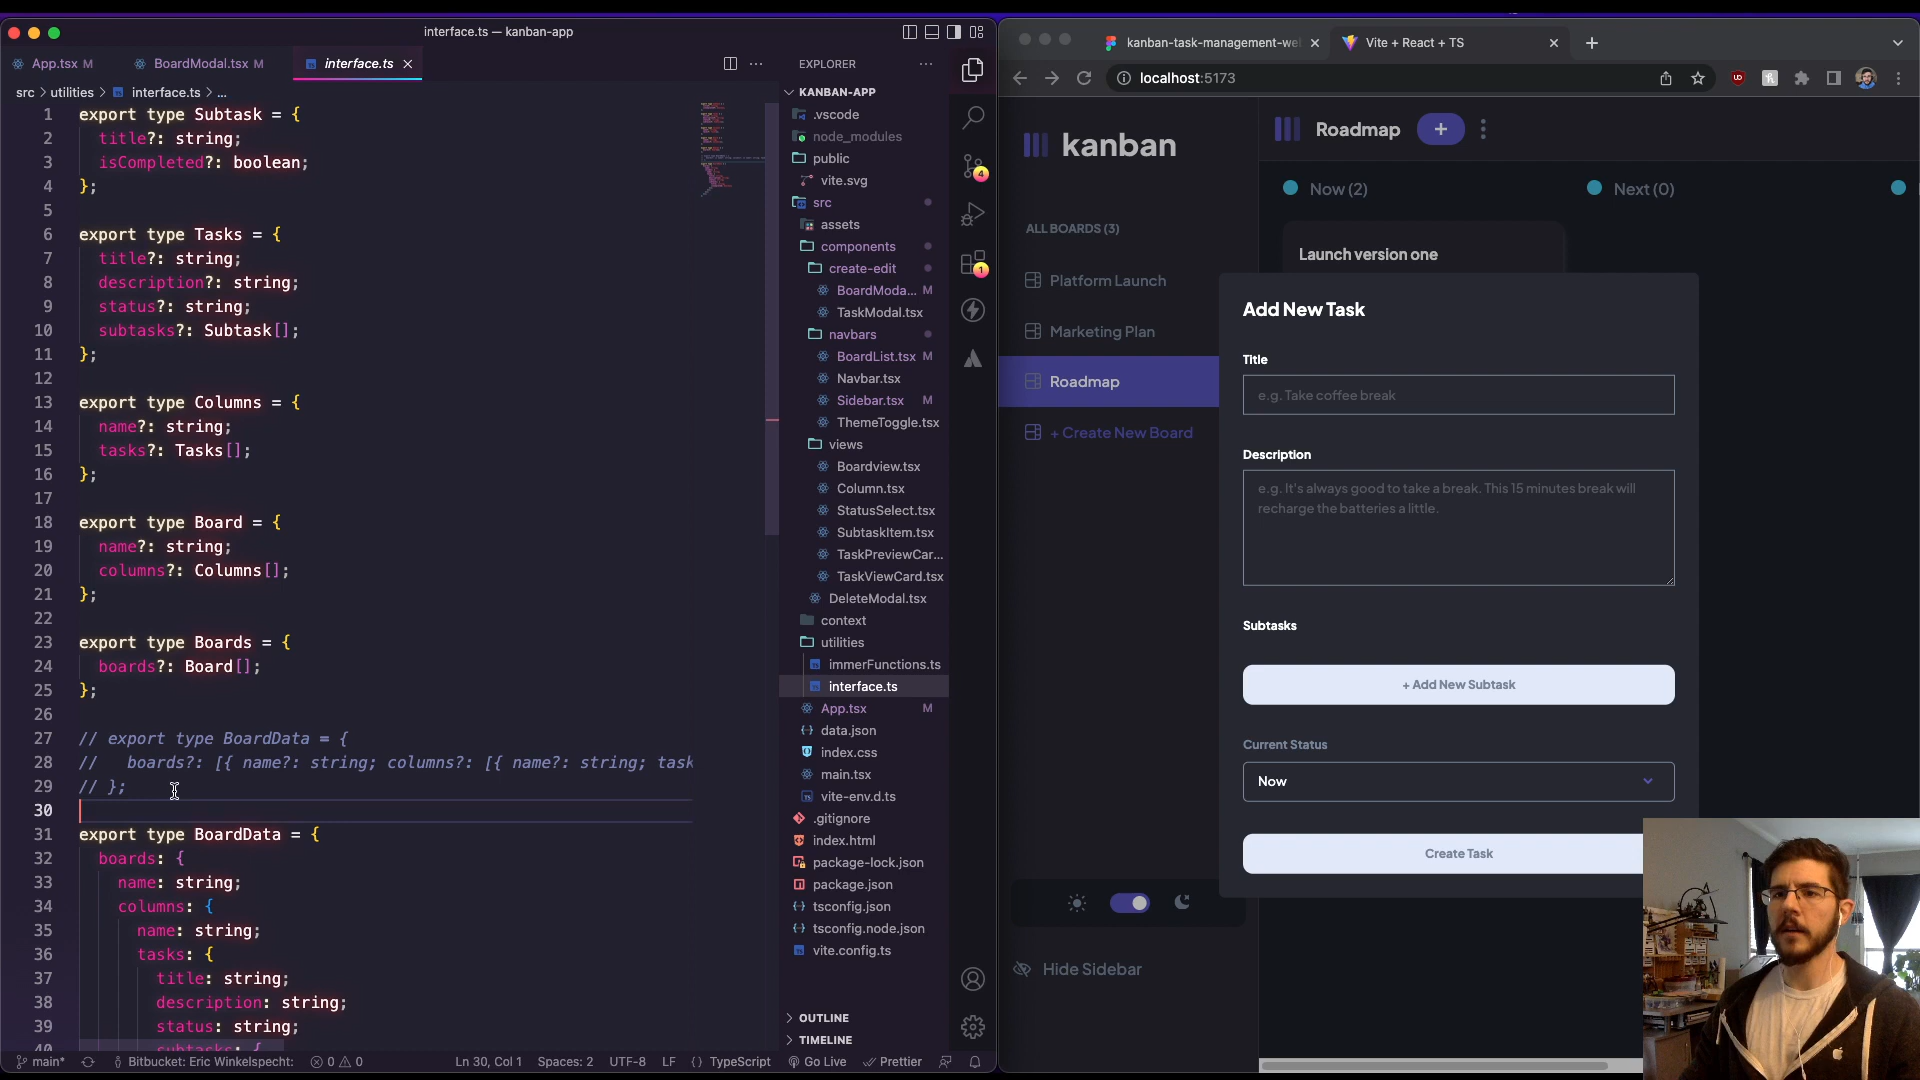 interface.ts — kanban-app
App.tsx M
BoardModal.tsx M
interface.ts
src > utilities > interface.ts > ...
1 export type Subtask = {
2 title?: string;
3 isCompleted?: boolean;
4 };
5
6 export type Tasks = {
7 title?: string;
8 description?: string;
9 status?: string;
10 subtasks?: Subtask[];
11 };
12
13 export type Columns = {
14 name?: string;
15 tasks?: Tasks[];
16 };
17
18 export type Board = {
19 name?: string;
20 columns?: Columns[];
21 };
22
23 export type Boards = {
24 boards?: Board[];
25 };
26
27 // export type BoardData = {
28 // boards?: [{ name?: string; columns?: [{ name?: string; task
29 // };
30
31 export type BoardData = {
32 boards: {
33 name: string;
34 columns: {
35 name: string;
36 tasks: {
37 title: string;
38 description: string;
39 status: string;
subtasks: {
EXPLORER
KANBAN-APP
.vscode
node_modules
public
vite.svg
src
assets
components
create-edit
BoardModa... M
TaskModal.tsx
navbars
BoardList.tsx M
Navbar.tsx
Sidebar.tsx M
ThemeToggle.tsx
views
Boardview.tsx
Column.tsx
StatusSelect.tsx
SubtaskItem.tsx
TaskPreviewCar...
TaskViewCard.tsx
DeleteModal.tsx
context
utilities
immerFunctions.ts
interface.ts
App.tsx M
data.json
index.css
main.tsx
vite-env.d.ts
.gitignore
index.html
package-lock.json
package.json
tsconfig.json
tsconfig.node.json
vite.config.ts
OUTLINE
TIMELINE
4
1
main* Bitbucket: Eric Winkelspecht: 0 0 Ln 30, Col 1 Spaces: 2 UTF-8 LF {} TypeScript Go Live Prettier
kanban-task-management-we
Vite + React + TS
localhost:5173
kanban
ALL BOARDS (3)
Platform Launch
Marketing Plan
Roadmap
+ Create New Board
Hide Sidebar
Roadmap +
Now (2)
Next (0)
Launch version one
Add New Task
Title
e.g. Take coffee break
Description
e.g. It's always good to take a break. This 15 minutes break will
recharge the batteries a little.
Subtasks
+ Add New Subtask
Current Status
Now
Create Task